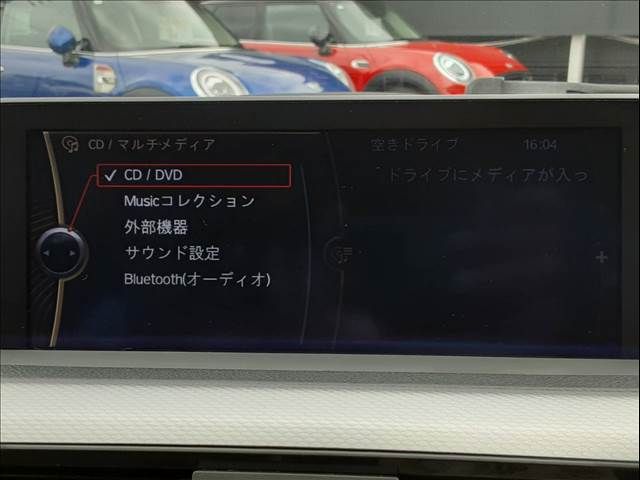 CD / マルチメディア
空きドライブ 16:04
✓ CD / DVD
ドライブにメディアが入っ
Musicコレクション
外部機器
サウンド設定
Bluetooth(オーディオ)